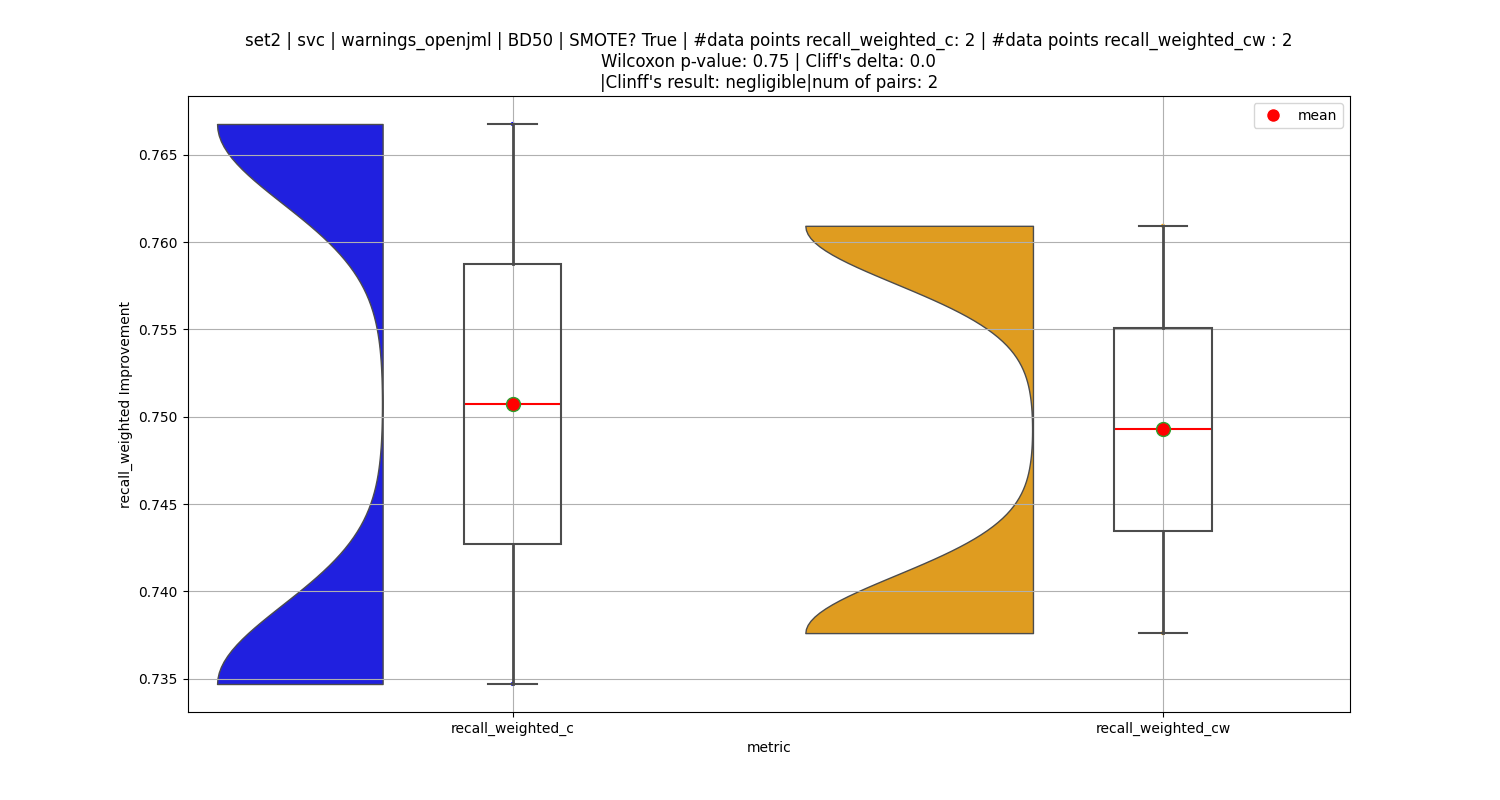 set2 | svc | warnings_openjml | BD50 | SMOTE? True | #data points recall_weighted_c: 2 | #data points recall_weighted_cw : 2
Wilcoxon p-value: 0.75 | Cliff's delta: 0.0
|Clinff's result: negligible|num of pairs: 2
mean
0.765
0.760
0.755
0.750
0.745
0.740
0.735
recall_weighted Improvement
recall_weighted_c
recall_weighted_cw
metric